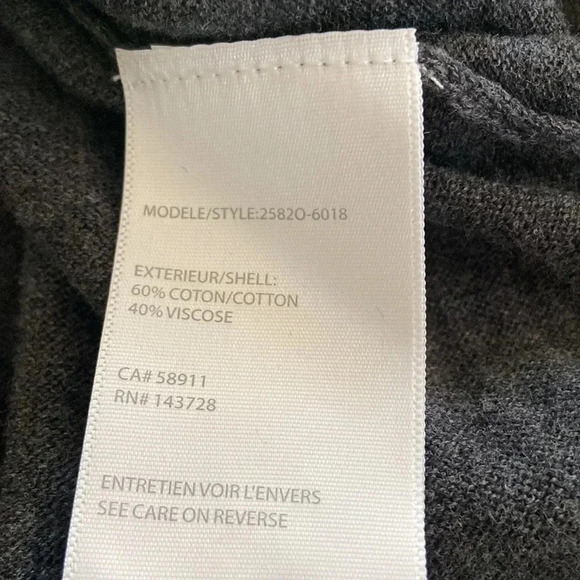 MODELE/STYLE:2582O-6018
EXTERIEUR/SHELL:
60% COTON/COTTON
40% VISCOSE
CA# 58911
RN# 143728
ENTRETIEN VOIR L'ENVERS
SEE CARE ON REVERSE